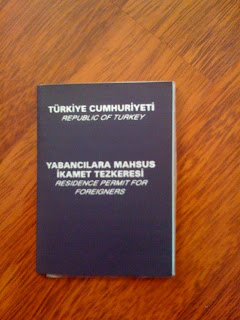 TÜRKİYE CUMHURİYETİ
REPUBLIC OF TURKEY
YABANCILARA MAHSUS
İKAMET TEZKERESİ
RESIDENCE PERMIT FOR
FOREIGNERS